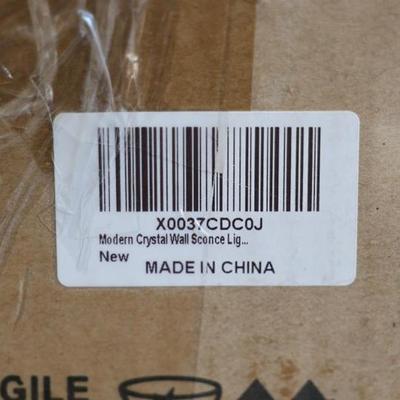 X0037CDC0J
Modern Crystal Wall Sconce Lig...
New
MADE IN CHINA
GILE